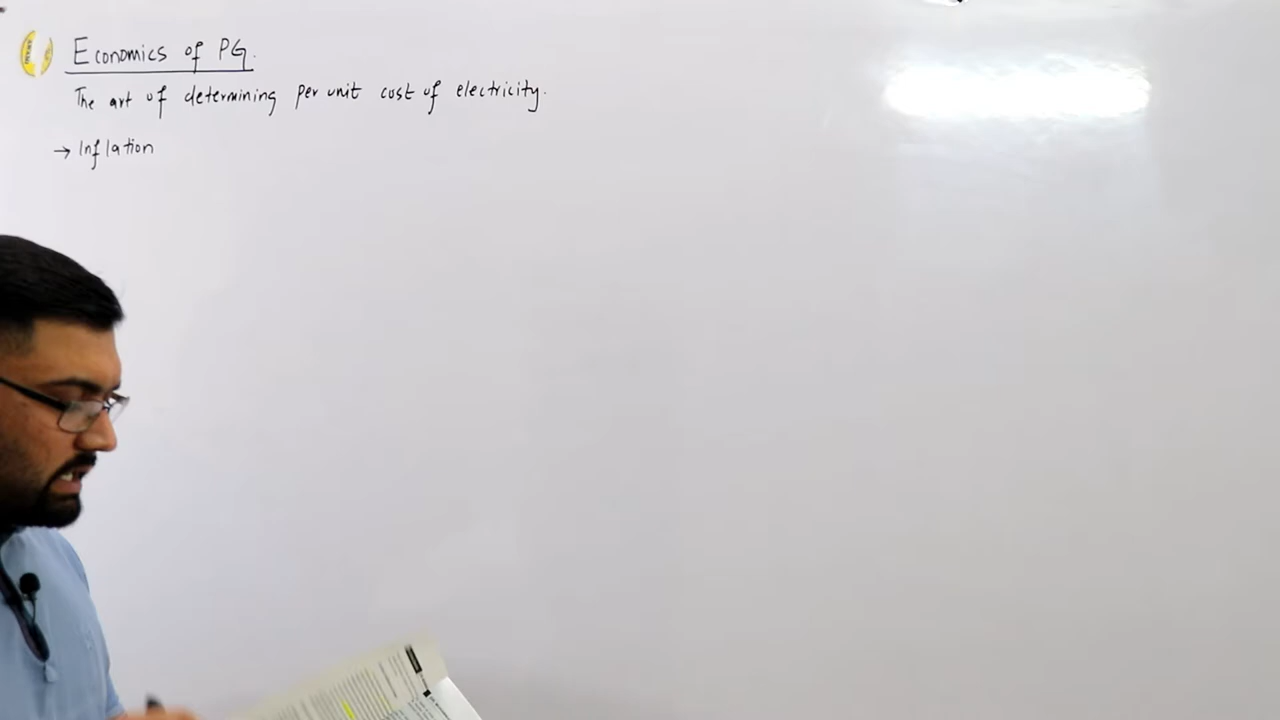 Economics of PG.
The art of determining per unit cost of electricity.
→ Inflation